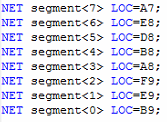 NET segment<7> LOC=A7;
NET segment<6> LOC=E8;
NET segment<5> LOC=D8;
NET segment<4> LOC=B8;
NET segment<3> LOC=A8;
NET segment<2> LOC=F9;
NET segment<1> LOC=E9;
NET segment<0> LOC=B9;